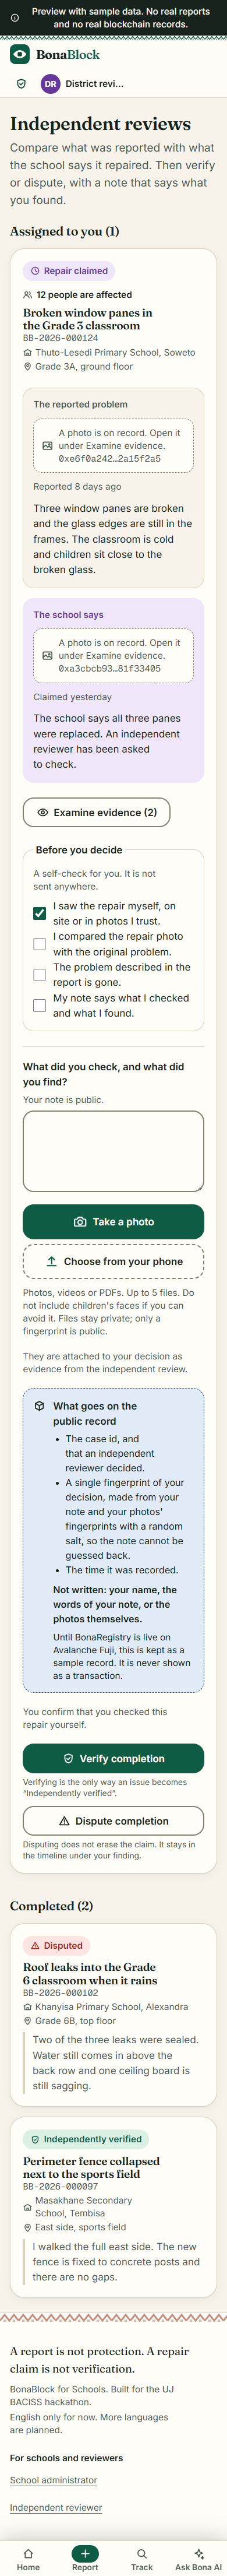 Preview with sample data. No real reports
and no real blockchain records.
BonaBlock
DR District revi...
Independent reviews
Compare what was reported with what
the school says it repaired. Then verify
or dispute, with a note that says what
you found.
Assigned to you (1)
Repair claimed
12 people are affected
Broken window panes in
the Grade 3 classroom
BB-2026-000124
Thuto-Lesedi Primary School, Soweto
Grade 3A, ground floor
The reported problem
A photo is on record. Open it
under Examine evidence.
0xe6f0a242…2a15f2a5
Reported 8 days ago
Three window panes are broken
and the glass edges are still in the
frames. The classroom is cold
and children sit close to the
broken glass.
The school says
A photo is on record. Open it
under Examine evidence.
0xa3cbcb93…81f33405
Claimed yesterday
The school says all three panes
were replaced. An independent
reviewer has been asked
to check.
Examine evidence (2)
Before you decide
A self-check for you. It is not
sent anywhere.
I saw the repair myself, on
site or in photos I trust.
I compared the repair photo
with the original problem.
The problem described in the
report is gone.
My note says what I checked
and what I found.
What did you check, and what did
you find?
Your note is public.
Take a photo
Choose from your phone
Photos, videos or PDFs. Up to 5 files. Do
not include children's faces if you can
avoid it. Files stay private; only a
fingerprint is public.
They are attached to your decision as
evidence from the independent review.
What goes on the
public record
• The case id, and
that an independent
reviewer decided.
• A single fingerprint of your
decision, made from your
note and your photos'
fingerprints with a random
salt, so the note cannot be
guessed back.
• The time it was recorded.
Not written: your name, the
words of your note, or the
photos themselves.
Until BonaRegistry is live on
Avalanche Fuji, this is kept as a
sample record. It is never shown
as a transaction.
You confirm that you checked this
repair yourself.
Verify completion
Verifying is the only way an issue becomes
"Independently verified".
Dispute completion
Disputing does not erase the claim. It stays in
the timeline under your finding.
Completed (2)
Disputed
Roof leaks into the Grade
6 classroom when it rains
BB-2026-000102
Khanyisa Primary School, Alexandra
Grade 6B, top floor
Two of the three leaks were sealed.
Water still comes in above the
back row and one ceiling board is
still sagging.
Independently verified
Perimeter fence collapsed
next to the sports field
BB-2026-000097
Masakhane Secondary
School, Tembisa
East side, sports field
I walked the full east side. The new
fence is fixed to concrete posts and
there are no gaps.
A report is not protection. A repair
claim is not verification.
BonaBlock for Schools. Built for the UJ
BACISS hackathon.
English only for now. More languages
are planned.
For schools and reviewers
School administrator
Independent reviewer
Home Report Track Ask Bona AI